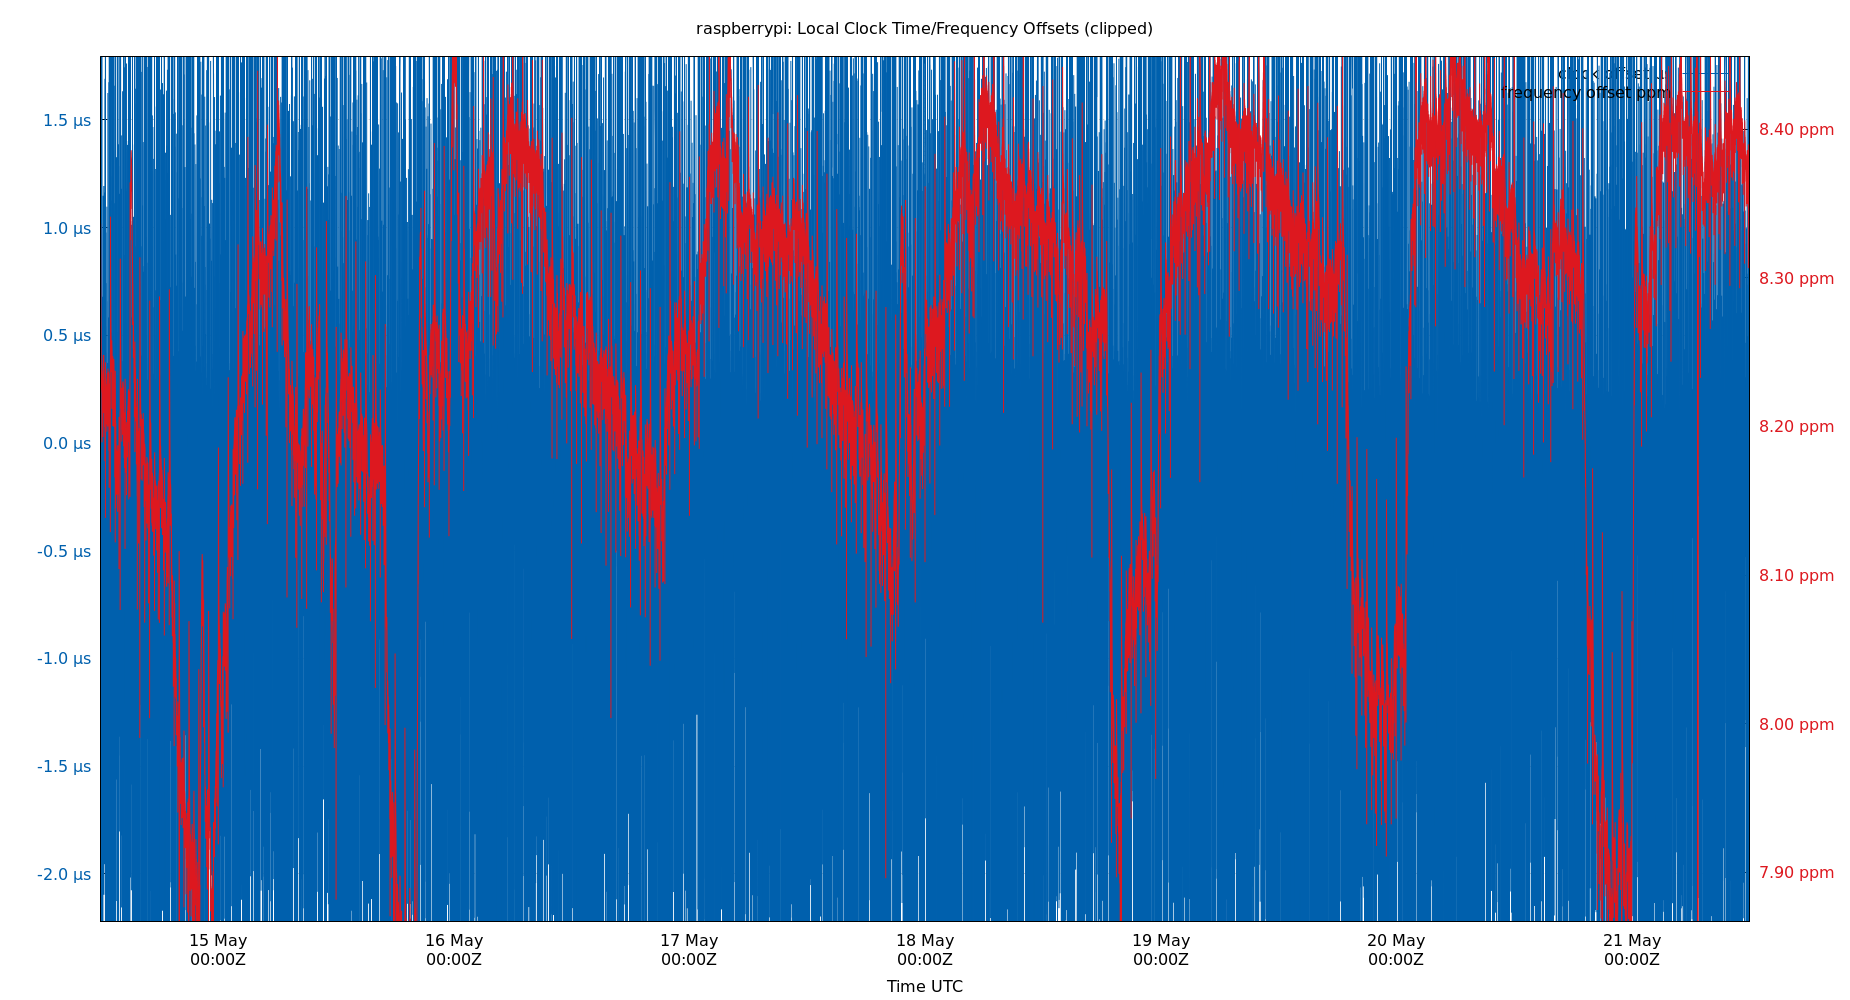 raspberrypi: Local Clock Time/Frequency Offsets (clipped)
clock offset
frequency offset ppm
1.5 µs
1.0 µs
0.5 µs
0.0 µs
-0.5 µs
-1.0 µs
-1.5 µs
-2.0 µs
8.40 ppm
8.30 ppm
8.20 ppm
8.10 ppm
8.00 ppm
7.90 ppm
15 May
00:00Z
16 May
00:00Z
17 May
00:00Z
18 May
00:00Z
19 May
00:00Z
20 May
00:00Z
21 May
00:00Z
Time UTC